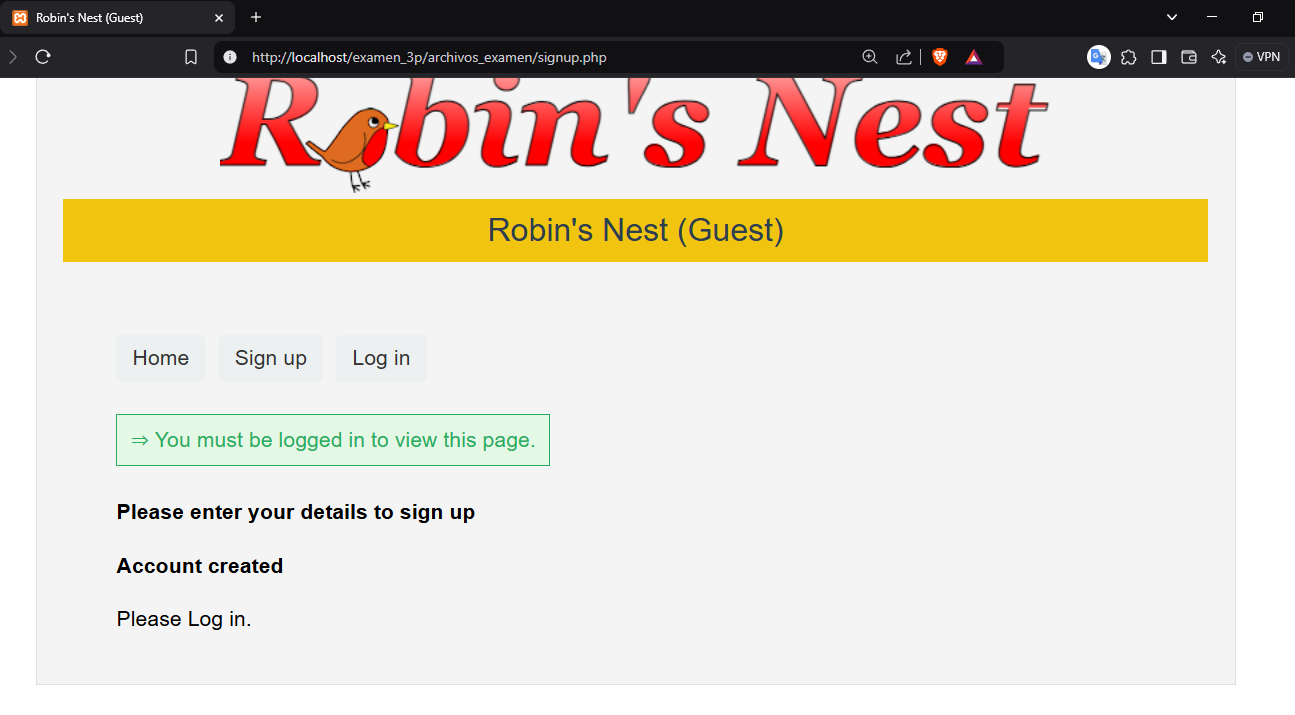 Robin's Nest (Guest)
http://localhost/examen_3p/archivos_examen/signup.php
VPN
Robin's Nest
Robin's Nest (Guest)
Home Sign up Log in
⇒ You must be logged in to view this page.
Please enter your details to sign up
Account created
Please Log in.